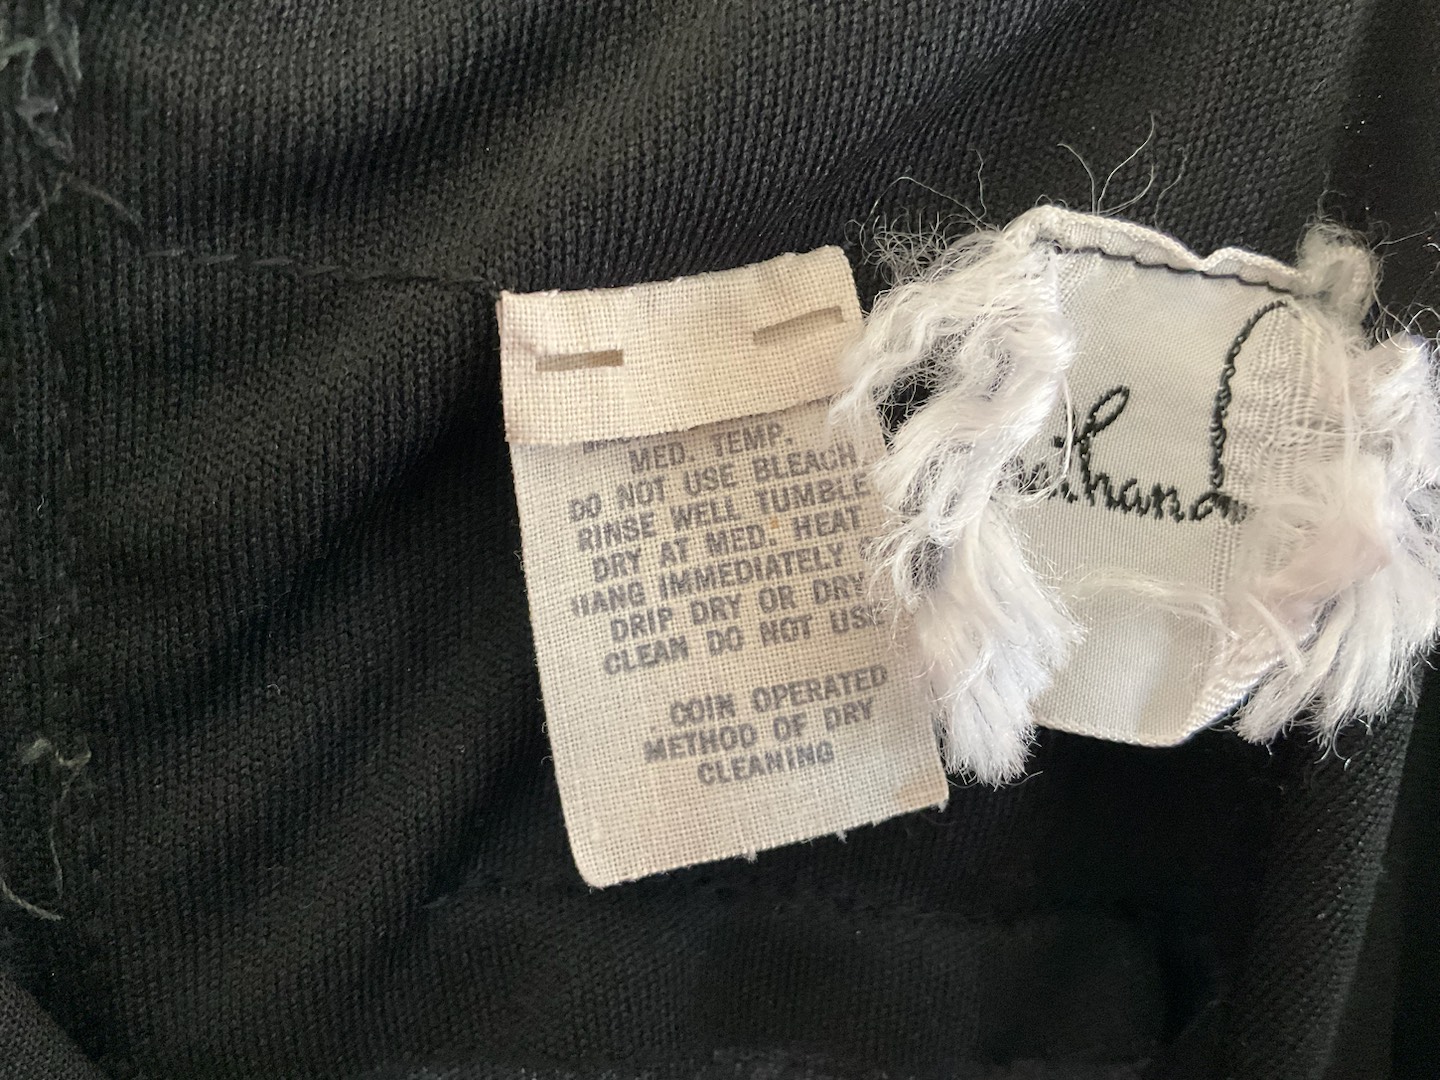 MED. TEMP.
DO NOT USE BLEACH
RINSE WELL TUMBLE
DRY AT MED. HEAT
HANG IMMEDIATELY
DRIP DRY OR DRY
CLEAN DO NOT USE
COIN OPERATED
METHOD OF DRY
CLEANING